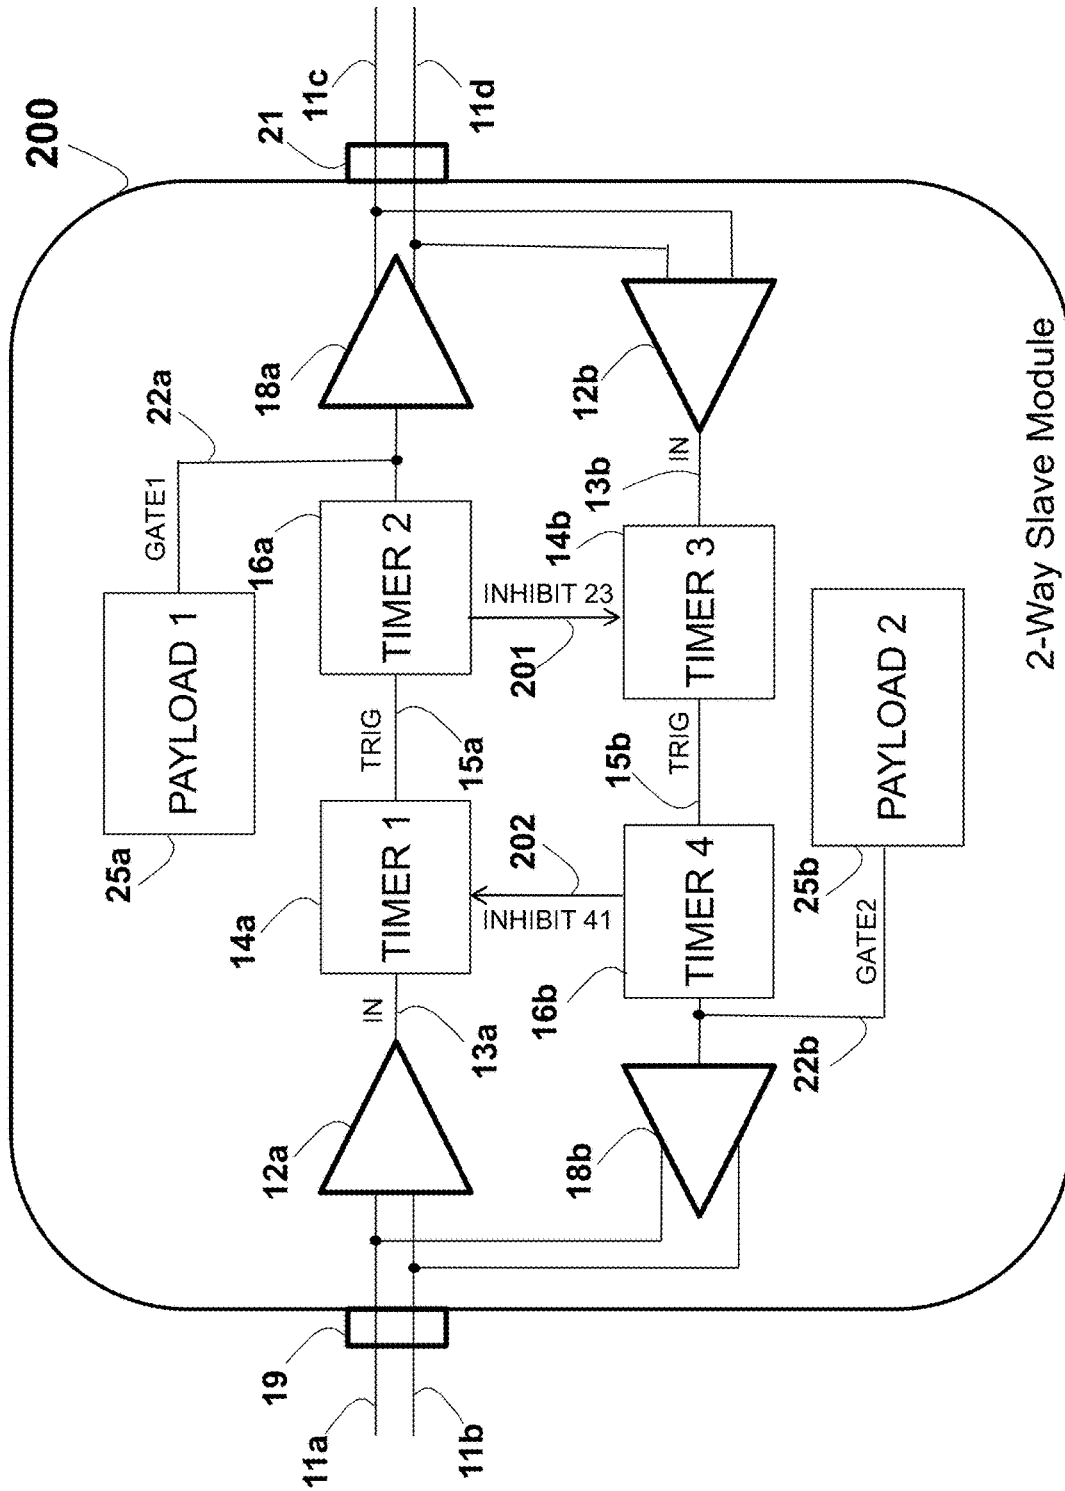 200
11c
21
11d
22a
18a
GATE1
PAYLOAD 1
25a
16a
TIMER 2
TRIG
15a
14a
TIMER 1
IN
13a
12a
19
11a
11b
INHIBIT 23
201
202
INHIBIT 41
12b
IN
13b
14b
TIMER 3
15b
TRIG
TIMER 4
16b
18b
PAYLOAD 2
25b
GATE2
22b
2-Way Slave Module